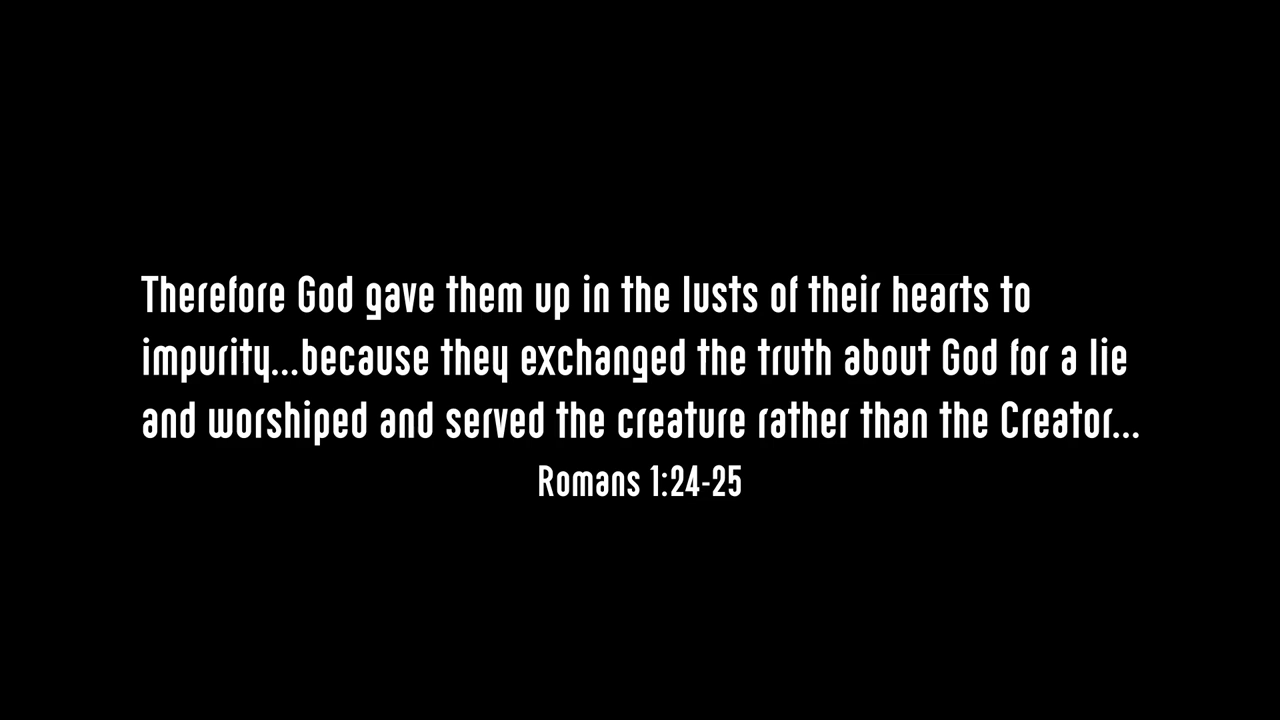 Therefore God gave them up in the lusts of their hearts to
impurity...because they exchanged the truth about God for a lie
and worshiped and served the creature rather than the Creator...
Romans 1:24-25